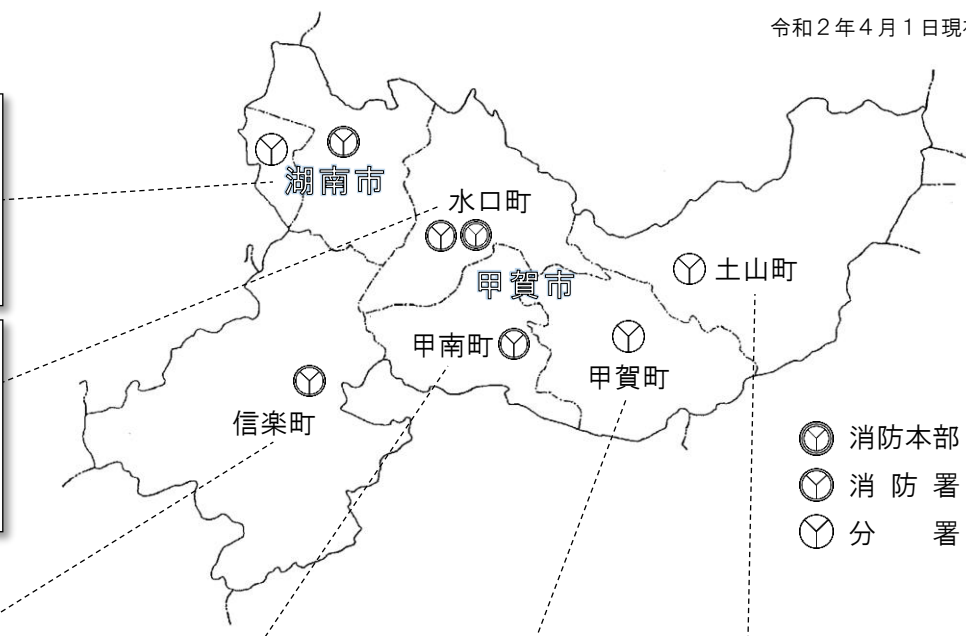 令和2年4月1日現
湖南市
水口町
土山町
甲賀市
甲南町
甲賀町
信楽町
消防本部
消防署
分署